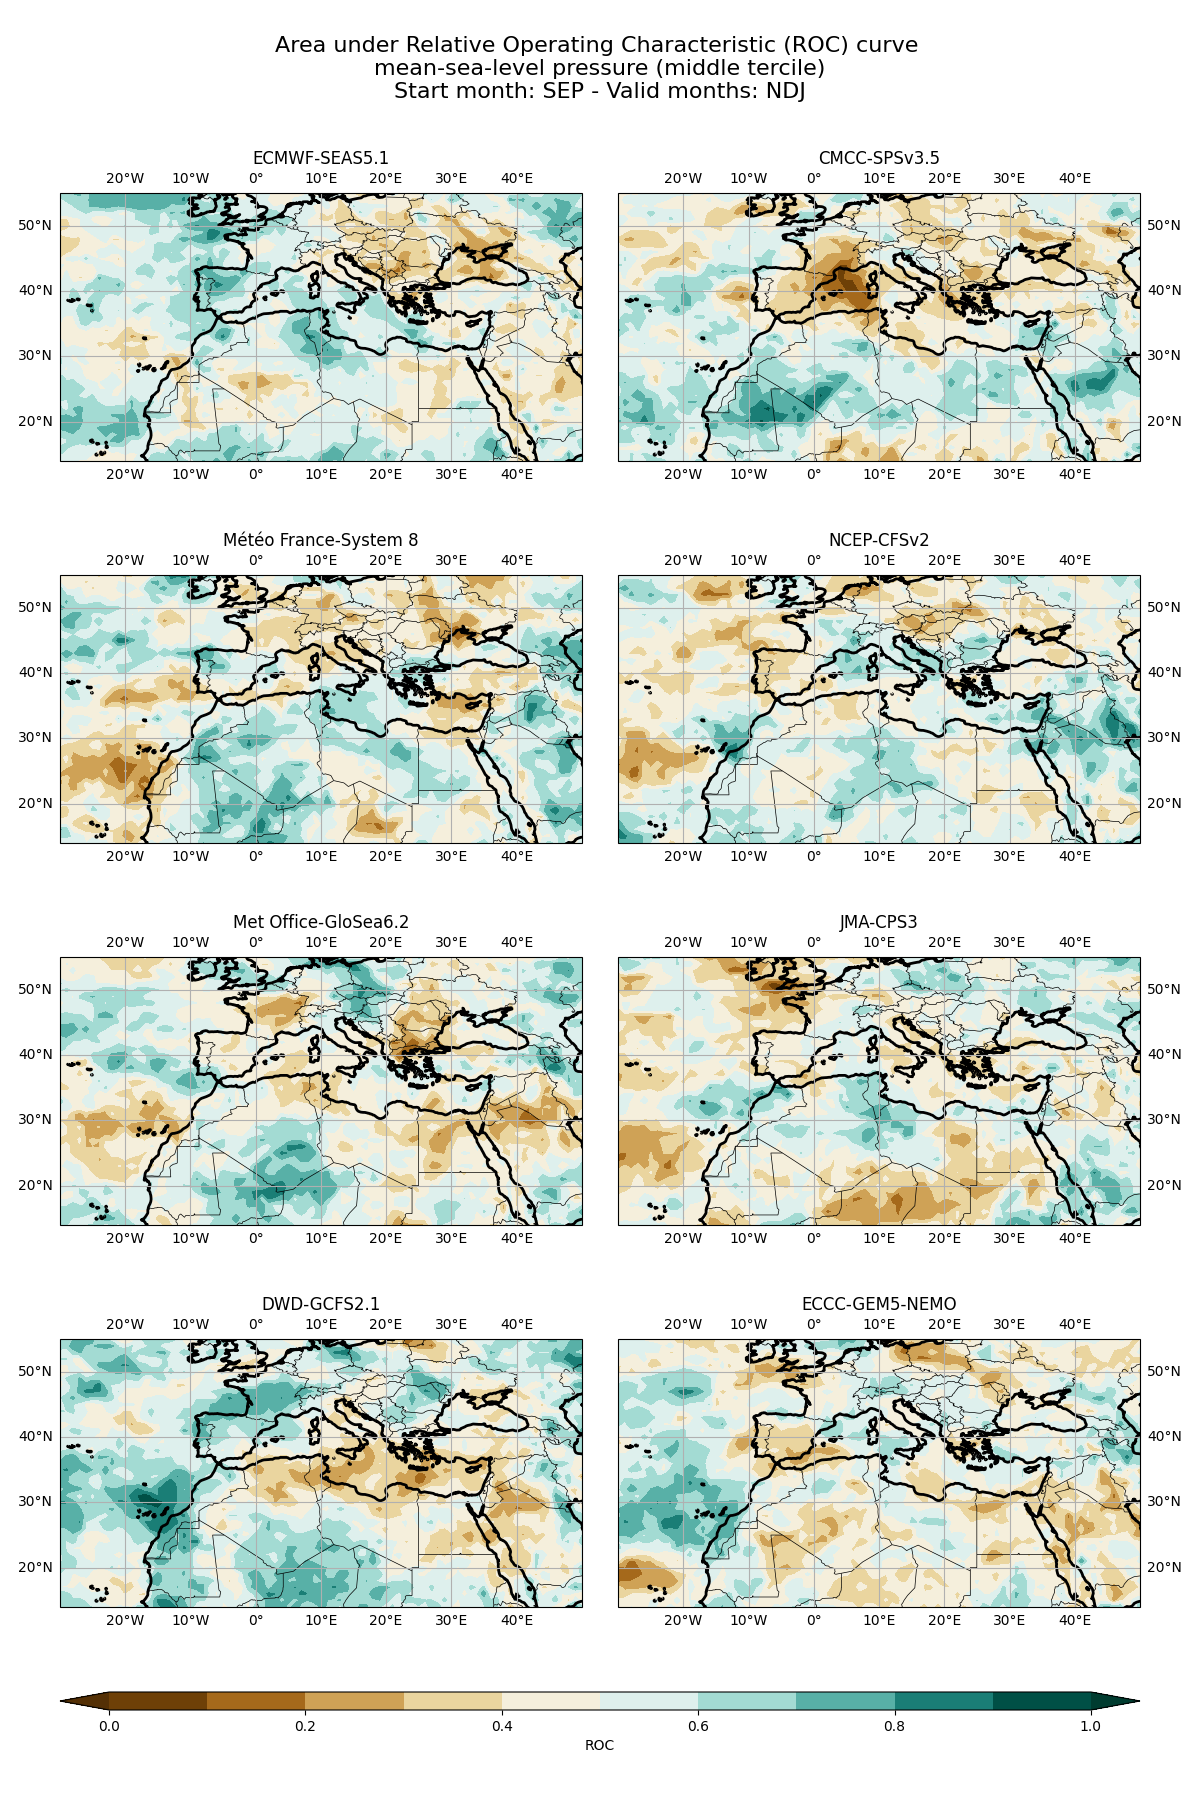 Area under Relative Operating Characteristic (ROC) curve
mean-sea-level pressure (middle tercile)
Start month: SEP - Valid months: NDJ
ECMWF-SEAS5.1
20°W 10°W 0° 10°E 20°E 30°E 40°E
50°N
40°N
30°N
20°N
20°W 10°W 0° 10°E 20°E 30°E 40°E
CMCC-SPSv3.5
20°W 10°W 0° 10°E 20°E 30°E 40°E
50°N
40°N
30°N
20°N
20°W 10°W 0° 10°E 20°E 30°E 40°E
Météo France-System 8
20°W 10°W 0° 10°E 20°E 30°E 40°E
50°N
40°N
30°N
20°N
20°W 10°W 0° 10°E 20°E 30°E 40°E
NCEP-CFSv2
20°W 10°W 0° 10°E 20°E 30°E 40°E
50°N
40°N
30°N
20°N
20°W 10°W 0° 10°E 20°E 30°E 40°E
Met Office-GloSea6.2
20°W 10°W 0° 10°E 20°E 30°E 40°E
50°N
40°N
30°N
20°N
20°W 10°W 0° 10°E 20°E 30°E 40°E
JMA-CPS3
20°W 10°W 0° 10°E 20°E 30°E 40°E
50°N
40°N
30°N
20°N
20°W 10°W 0° 10°E 20°E 30°E 40°E
DWD-GCFS2.1
20°W 10°W 0° 10°E 20°E 30°E 40°E
50°N
40°N
30°N
20°N
20°W 10°W 0° 10°E 20°E 30°E 40°E
ECCC-GEM5-NEMO
20°W 10°W 0° 10°E 20°E 30°E 40°E
50°N
40°N
30°N
20°N
20°W 10°W 0° 10°E 20°E 30°E 40°E
0.0 0.2 0.4 0.6 0.8 1.0
ROC